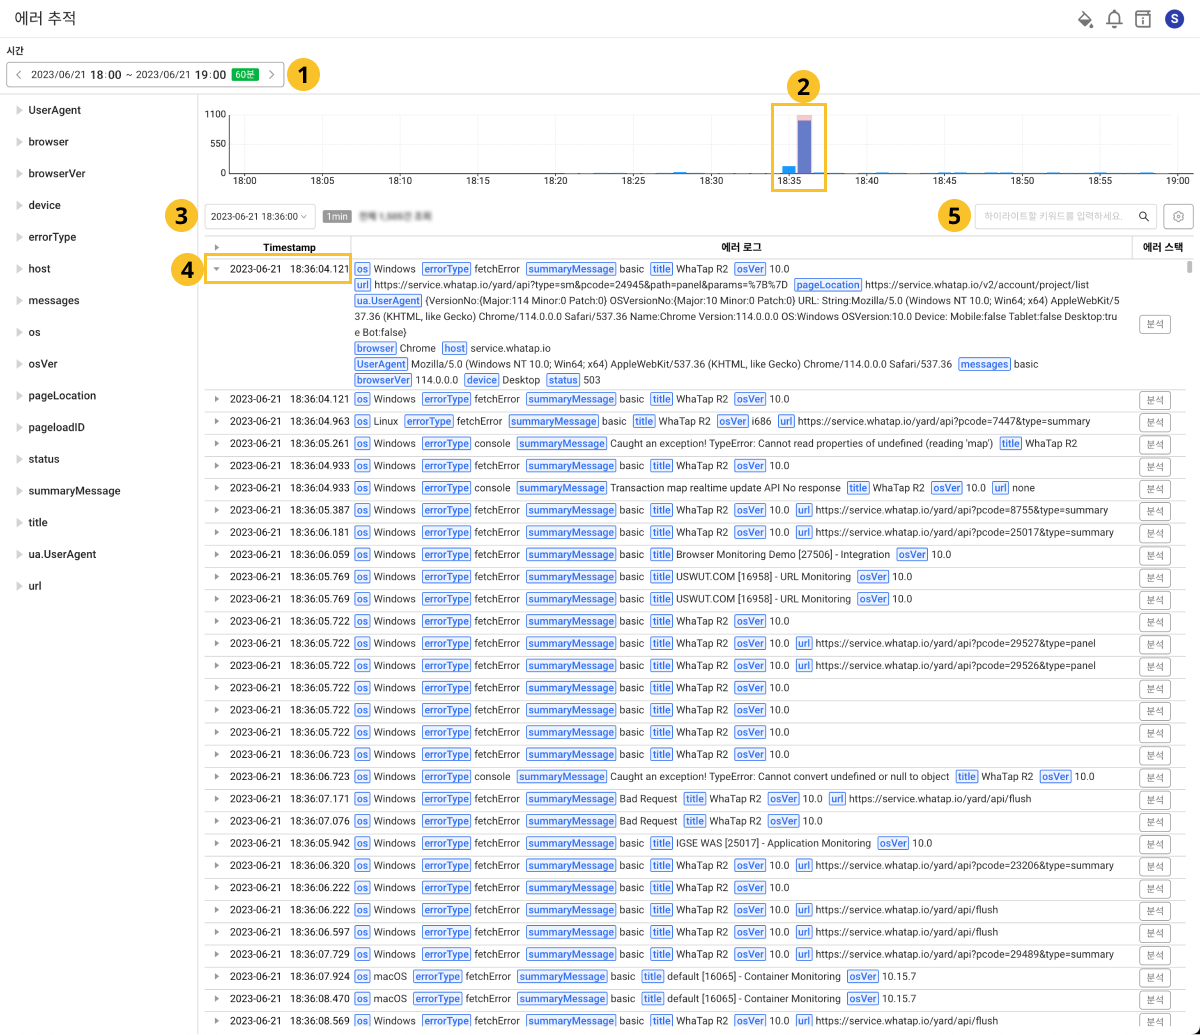 에러 추적
S
시간
2023/06/21 18:00 ~ 2023/06/21 19:00 60분
1
UserAgent
browser
browserVer
device
errorType
host
messages
os
osVer
pageLocation
pageloadID
status
summaryMessage
title
ua.UserAgent
url
2
1100
550
0
18:00 18:05 18:10 18:15 18:20 18:25 18:30 18:35 18:40 18:45 18:50 18:55 19:00
3
2023-06-21 18:36:00
1min
5
하이라이트할 키워드를 입력하세요.
Timestamp 에러 로그 에러 스택
4
2023-06-21 18:36:04.121 os Windows errorType fetchError summaryMessage basic title WhaTap R2 osVer 10.0
url https://service.whatap.io/yard/api?type=sm&pcode=24945&path=panel&params=%7B%7D pageLocation https://service.whatap.io/v2/account/project/list
ua.UserAgent {VersionNo:{Major:114 Minor:0 Patch:0} OSVersionNo:{Major:10 Minor:0 Patch:0} URL: String:Mozilla/5.0 (Windows NT 10.0; Win64; x64) AppleWebKit/5
37.36 (KHTML, like Gecko) Chrome/114.0.0.0 Safari/537.36 Name:Chrome Version:114.0.0.0 OS:Windows OSVersion:10.0 Device: Mobile:false Tablet:false Desktop:tru
e Bot:false}
분석
browser Chrome host service.whatap.io
UserAgent Mozilla/5.0 (Windows NT 10.0; Win64; x64) AppleWebKit/537.36 (KHTML, like Gecko) Chrome/114.0.0.0 Safari/537.36 messages basic
browserVer 114.0.0.0 device Desktop status 503
2023-06-21 18:36:04.121 os Windows errorType fetchError summaryMessage basic title WhaTap R2 osVer 10.0 분석
2023-06-21 18:36:04.963 os Linux errorType fetchError summaryMessage basic title WhaTap R2 osVer i686 url https://service.whatap.io/yard/api?pcode=7447&type=summary 분석
2023-06-21 18:36:05.261 os Windows errorType console summaryMessage Caught an exception! TypeError: Cannot read properties of undefined (reading 'map') title WhaTap R2 분석
2023-06-21 18:36:04.933 os Windows errorType fetchError summaryMessage basic title WhaTap R2 osVer 10.0 분석
2023-06-21 18:36:04.933 os Windows errorType console summaryMessage Transaction map realtime update API No response title WhaTap R2 osVer 10.0 url none 분석
2023-06-21 18:36:05.387 os Windows errorType fetchError summaryMessage basic title WhaTap R2 osVer 10.0 url https://service.whatap.io/yard/api?pcode=8755&type=summary 분석
2023-06-21 18:36:06.181 os Windows errorType fetchError summaryMessage basic title WhaTap R2 osVer 10.0 url https://service.whatap.io/yard/api?pcode=25017&type=summary 분석
2023-06-21 18:36:06.059 os Windows errorType fetchError summaryMessage basic title Browser Monitoring Demo [27506] - Integration osVer 10.0 분석
2023-06-21 18:36:05.769 os Windows errorType fetchError summaryMessage basic title USWUT.COM [16958] - URL Monitoring osVer 10.0 분석
2023-06-21 18:36:05.769 os Windows errorType fetchError summaryMessage basic title USWUT.COM [16958] - URL Monitoring osVer 10.0 분석
2023-06-21 18:36:05.722 os Windows errorType fetchError summaryMessage basic title WhaTap R2 osVer 10.0 분석
2023-06-21 18:36:05.722 os Windows errorType fetchError summaryMessage basic title WhaTap R2 osVer 10.0 url https://service.whatap.io/yard/api?pcode=29527&type=panel 분석
2023-06-21 18:36:05.722 os Windows errorType fetchError summaryMessage basic title WhaTap R2 osVer 10.0 url https://service.whatap.io/yard/api?pcode=29526&type=panel 분석
2023-06-21 18:36:05.722 os Windows errorType fetchError summaryMessage basic title WhaTap R2 osVer 10.0 분석
2023-06-21 18:36:05.722 os Windows errorType fetchError summaryMessage basic title WhaTap R2 osVer 10.0 분석
2023-06-21 18:36:05.722 os Windows errorType fetchError summaryMessage basic title WhaTap R2 osVer 10.0 분석
2023-06-21 18:36:06.723 os Windows errorType fetchError summaryMessage basic title WhaTap R2 osVer 10.0 분석
2023-06-21 18:36:06.723 os Windows errorType console summaryMessage Caught an exception! TypeError: Cannot convert undefined or null to object title WhaTap R2 osVer 10.0 분석
2023-06-21 18:36:07.171 os Windows errorType fetchError summaryMessage Bad Request title WhaTap R2 osVer 10.0 url https://service.whatap.io/yard/api/flush 분석
2023-06-21 18:36:07.076 os Windows errorType fetchError summaryMessage Bad Request title WhaTap R2 osVer 10.0 분석
2023-06-21 18:36:05.942 os Windows errorType fetchError summaryMessage basic title IGSE WAS [25017] - Application Monitoring osVer 10.0 분석
2023-06-21 18:36:06.320 os Windows errorType fetchError summaryMessage basic title WhaTap R2 osVer 10.0 url https://service.whatap.io/yard/api?pcode=23206&type=summary 분석
2023-06-21 18:36:06.222 os Windows errorType fetchError summaryMessage basic title WhaTap R2 osVer 10.0 분석
2023-06-21 18:36:06.222 os Windows errorType fetchError summaryMessage basic title WhaTap R2 osVer 10.0 url https://service.whatap.io/yard/api/flush 분석
2023-06-21 18:36:06.597 os Windows errorType fetchError summaryMessage basic title WhaTap R2 osVer 10.0 url https://service.whatap.io/yard/api/flush 분석
2023-06-21 18:36:07.729 os Windows errorType fetchError summaryMessage basic title WhaTap R2 osVer 10.0 url https://service.whatap.io/yard/api?pcode=29489&type=summary 분석
2023-06-21 18:36:07.924 os macOS errorType fetchError summaryMessage basic title default [16065] - Container Monitoring osVer 10.15.7 분석
2023-06-21 18:36:08.470 os macOS errorType fetchError summaryMessage basic title default [16065] - Container Monitoring osVer 10.15.7 분석
2023-06-21 18:36:08.569 os Windows errorType fetchError summaryMessage basic title WhaTap R2 osVer 10.0 url https://service.whatap.io/yard/api/flush 분석